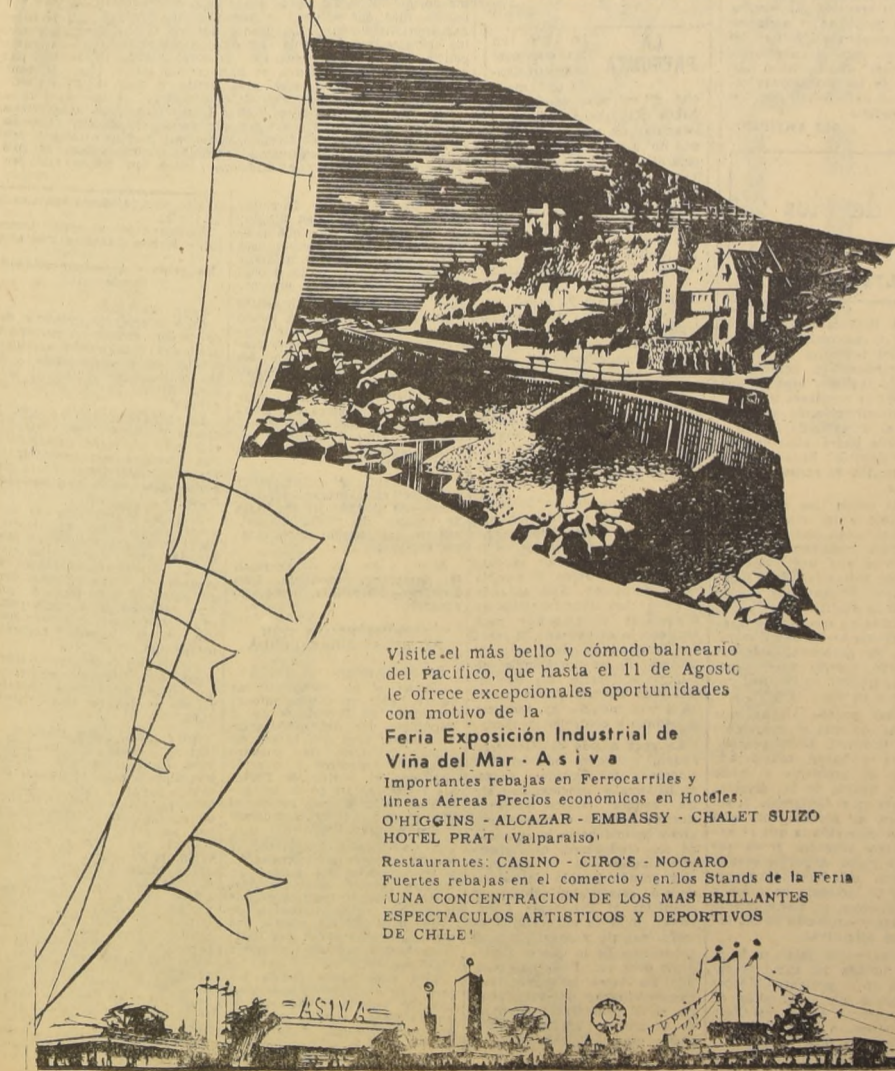 Visite el más bello y cómodo balneario
del Pacífico, que hasta el 11 de Agosto
le ofrece excepcionales oportunidades
con motivo de la
Feria Exposición Industrial de
Viña del Mar - Asiva
Importantes rebajas en Ferrocarriles y
líneas Aéreas Precios económicos en Hoteles:
O'HIGGINS - ALCAZAR - EMBASSY - CHALET SUIZO
HOTEL PRAT (Valparaíso)
Restaurantes: CASINO - CIRO'S - NOGARO
Fuertes rebajas en el comercio y en los Stands de la Feria
¡UNA CONCENTRACION DE LOS MAS BRILLANTES
ESPECTACULOS ARTISTICOS Y DEPORTIVOS
DE CHILE!
ASIVA